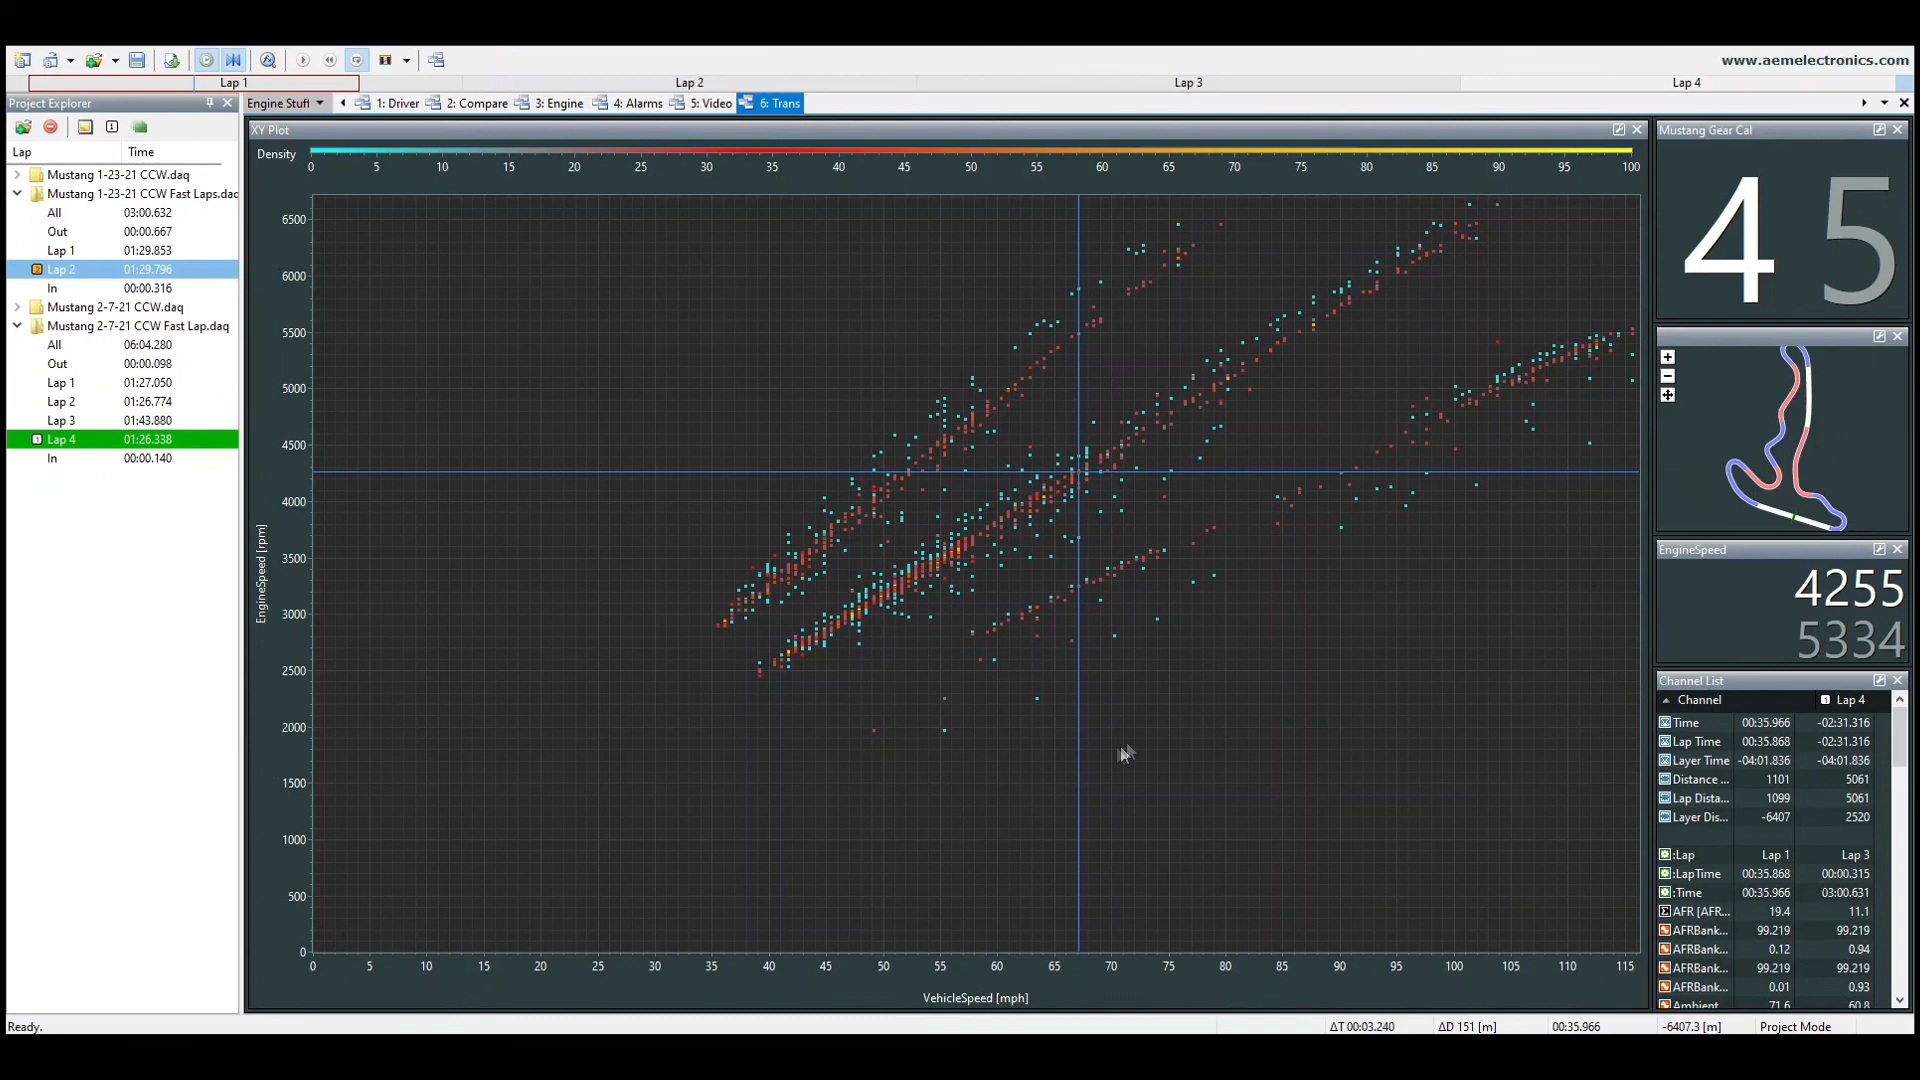 www.aemelectronics.com
Lap 1 Lap 2 Lap 3 Lap 4
Project Explorer
Engine Stuff 1: Driver 2: Compare 3: Engine 4: Alarms 5: Video 6: Trans
Lap Time
Mustang 1-23-21 CCW.daq
Mustang 1-23-21 CCW Fast Laps.daq
All 03:00.632
Out 00:00.667
Lap 1 01:29.853
2 Lap 2 01:29.796
In 00:00.316
Mustang 2-7-21 CCW.daq
Mustang 2-7-21 CCW Fast Lap.daq
All 06:04.280
Out 00:00.098
Lap 1 01:27.050
Lap 2 01:26.774
Lap 3 01:43.880
1 Lap 4 01:26.338
In 00:00.140
XY Plot
Density
0 5 10 15 20 25 30 35 40 45 50 55 60 65 70 75 80 85 90 95 100
6500
6000
5500
5000
4500
4000
3500
3000
2500
2000
1500
1000
500
0
EngineSpeed [rpm]
0 5 10 15 20 25 30 35 40 45 50 55 60 65 70 75 80 85 90 95 100 105 110 115
VehicleSpeed [mph]
Mustang Gear Cal
4 5
EngineSpeed
4255
5334
Channel List
Channel 1 Lap 4
Time 00:35.966 -02:31.316
Lap Time 00:35.868 -02:31.316
Layer Time -04:01.836 -04:01.836
Distance ... 1101 5061
Lap Dista... 1099 5061
Layer Dis... -6407 2520
:Lap Lap 1 Lap 3
:LapTime 00:35.868 00:00.315
:Time 00:35.966 03:00.631
AFR [AFR... 19.4 11.1
AFRBank... 99.219 99.219
AFRBank... 0.12 0.94
AFRBank... 99.219 99.219
AFRBank... 0.01 0.93
Ambient 71.6 60.8
Ready.
ΔT 00:03.240 ΔD 151 [m] 00:35.966 -6407.3 [m] Project Mode